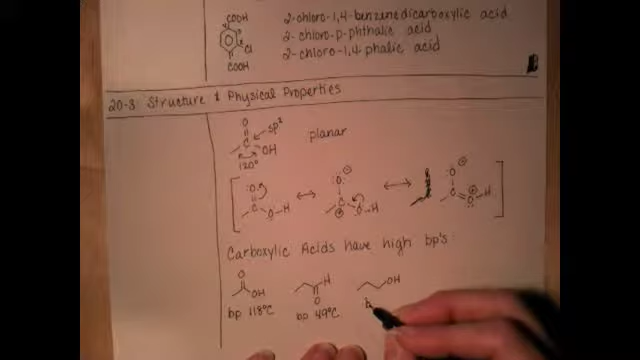 COOH
2-chloro-1,4-benzenedicarboxylic acid
2-chloro-p-phthalic acid
Cl
2-chloro-1,4 phalic acid
COOH
20-3 Structure & Physical Properties
O
sp²
C
OH
planar
120°
O
O
O
C
O-H
C
O-H
C
O-H
Carboxylic Acids have high bp's
O
OH
H
O
OH
bp 118°C
bp 49°C
b